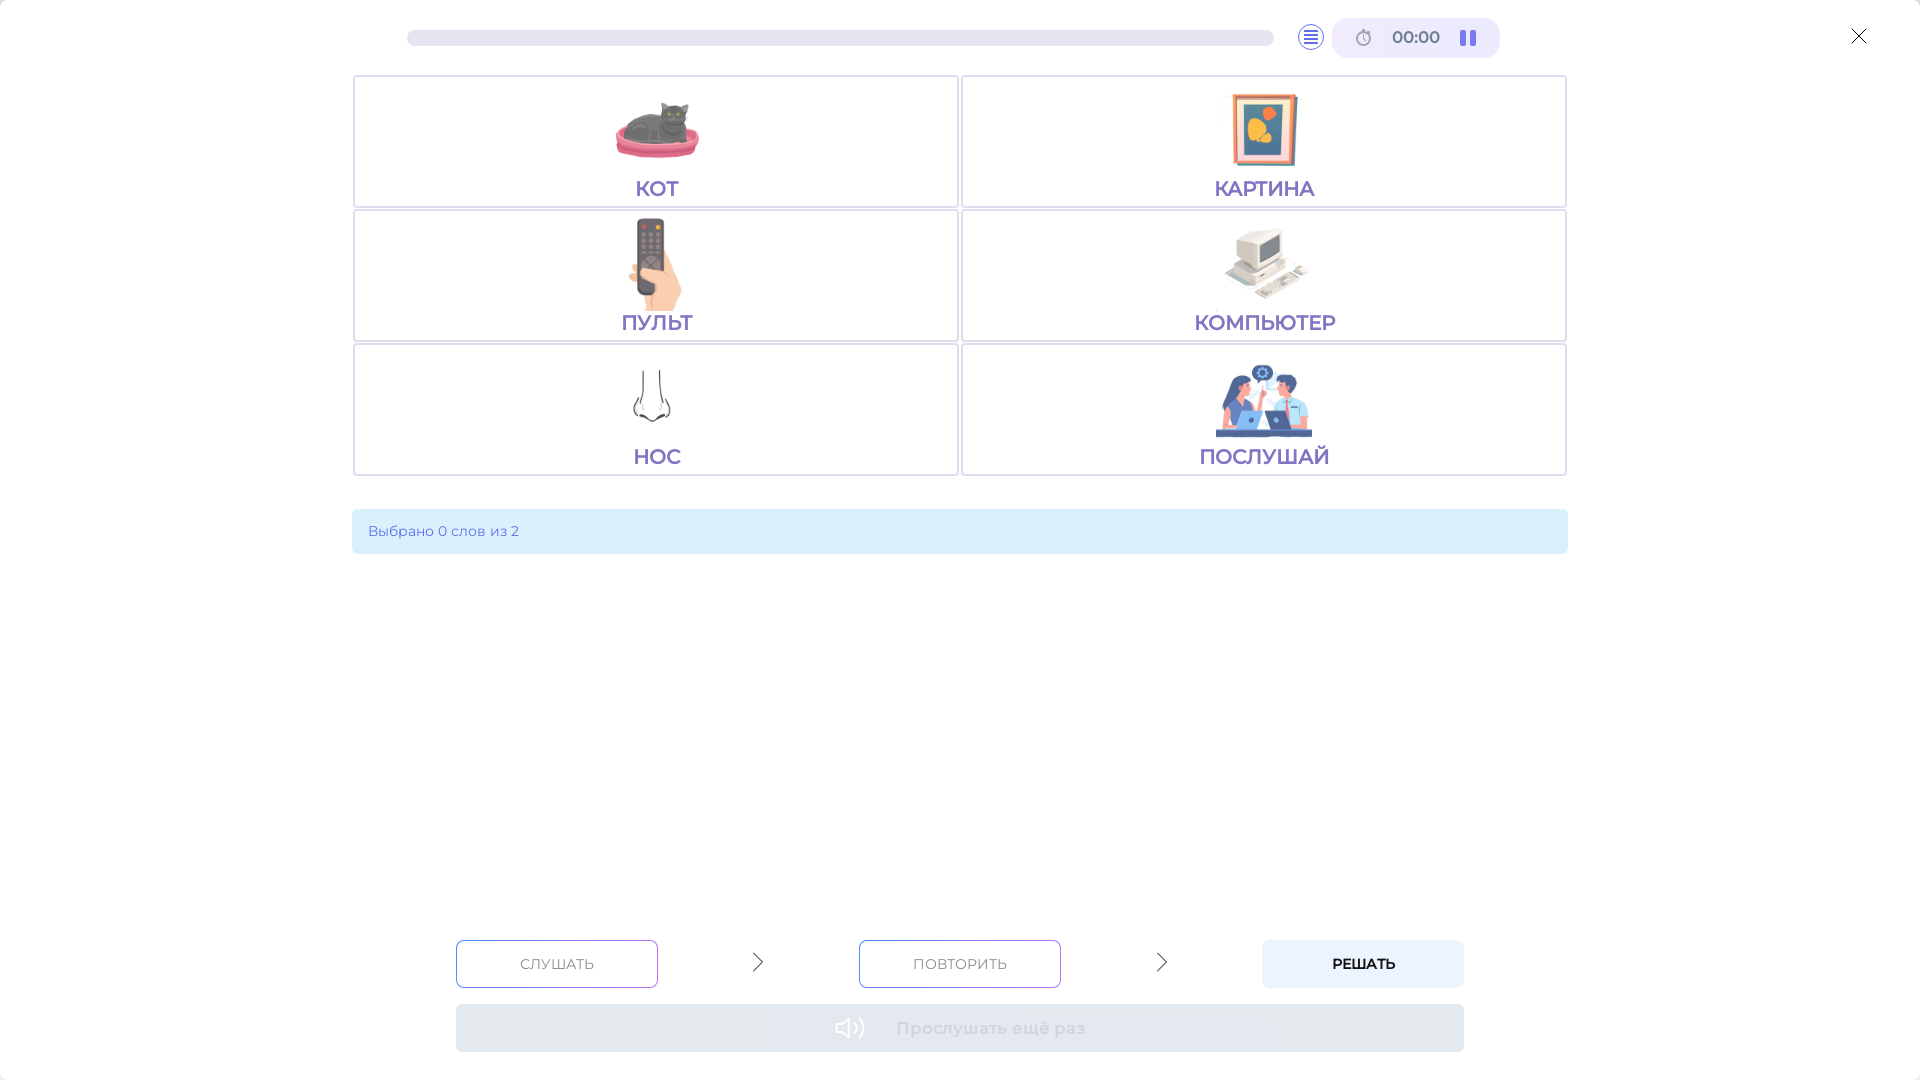 00:00
КОТ
КАРТИНА
ПУЛЬТ
КОМПЬЮТЕР
НОС
ПОСЛУШАЙ
Выбрано 0 слов из 2
СЛУШАТЬ
ПОВТОРИТЬ
РЕШАТЬ
Прослушать ещё раз